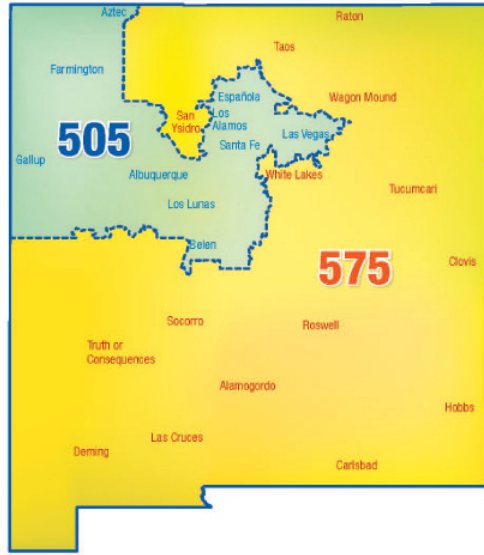 Aztec
Raton
Taos
Farmington
Española
Wagon Mound
San
Ysidro
Los
Alamos
Las Vegas
505
Santa Fe
Gallup
Albuquerque
White Lakes
Tucumcari
Los Lunas
Belen
575
Clovis
Socorro
Roswell
Truth or
Consequences
Alamogordo
Hobbs
Las Cruces
Deming
Carlsbad